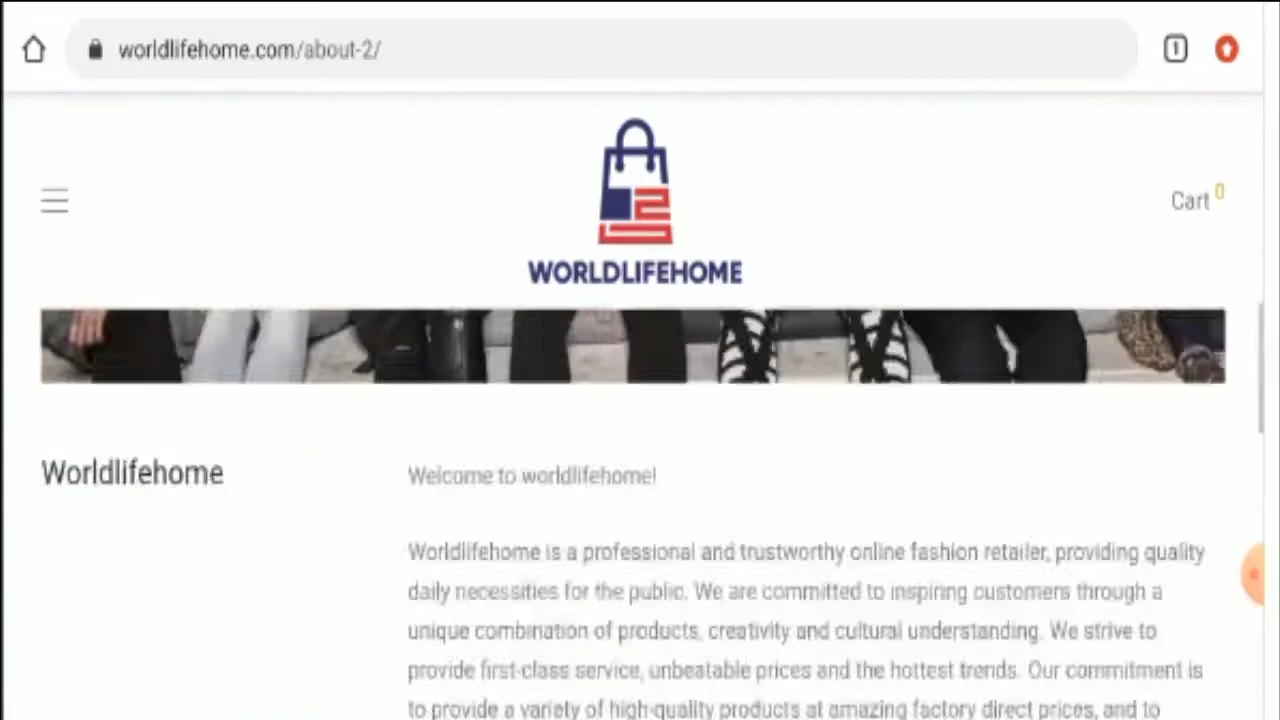 worldlifehome.com/about-2/
1
WORLDLIFEHOME
Cart 0
Worldlifehome
Welcome to worldlifehome!
Worldlifehome is a professional and trustworthy online fashion retailer, providing quality
daily necessities for the public. We are committed to inspiring customers through a
unique combination of products, creativity and cultural understanding. We strive to
provide first-class service, unbeatable prices and the hottest trends. Our commitment is
to provide a variety of high-quality products at amazing factory direct prices, and to